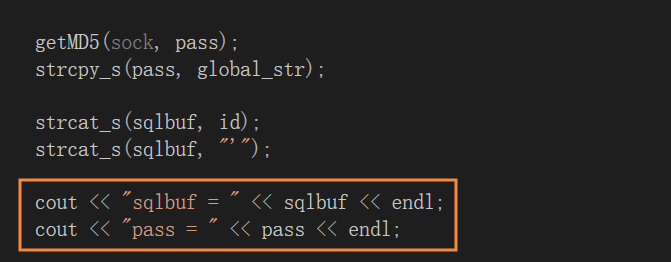 getMD5(sock, pass);
strcpy_s(pass, global_str);
strcat_s(sqlbuf, id);
strcat_s(sqlbuf, "'");
cout << "sqlbuf = " << sqlbuf << endl;
cout << "pass = " << pass << endl;